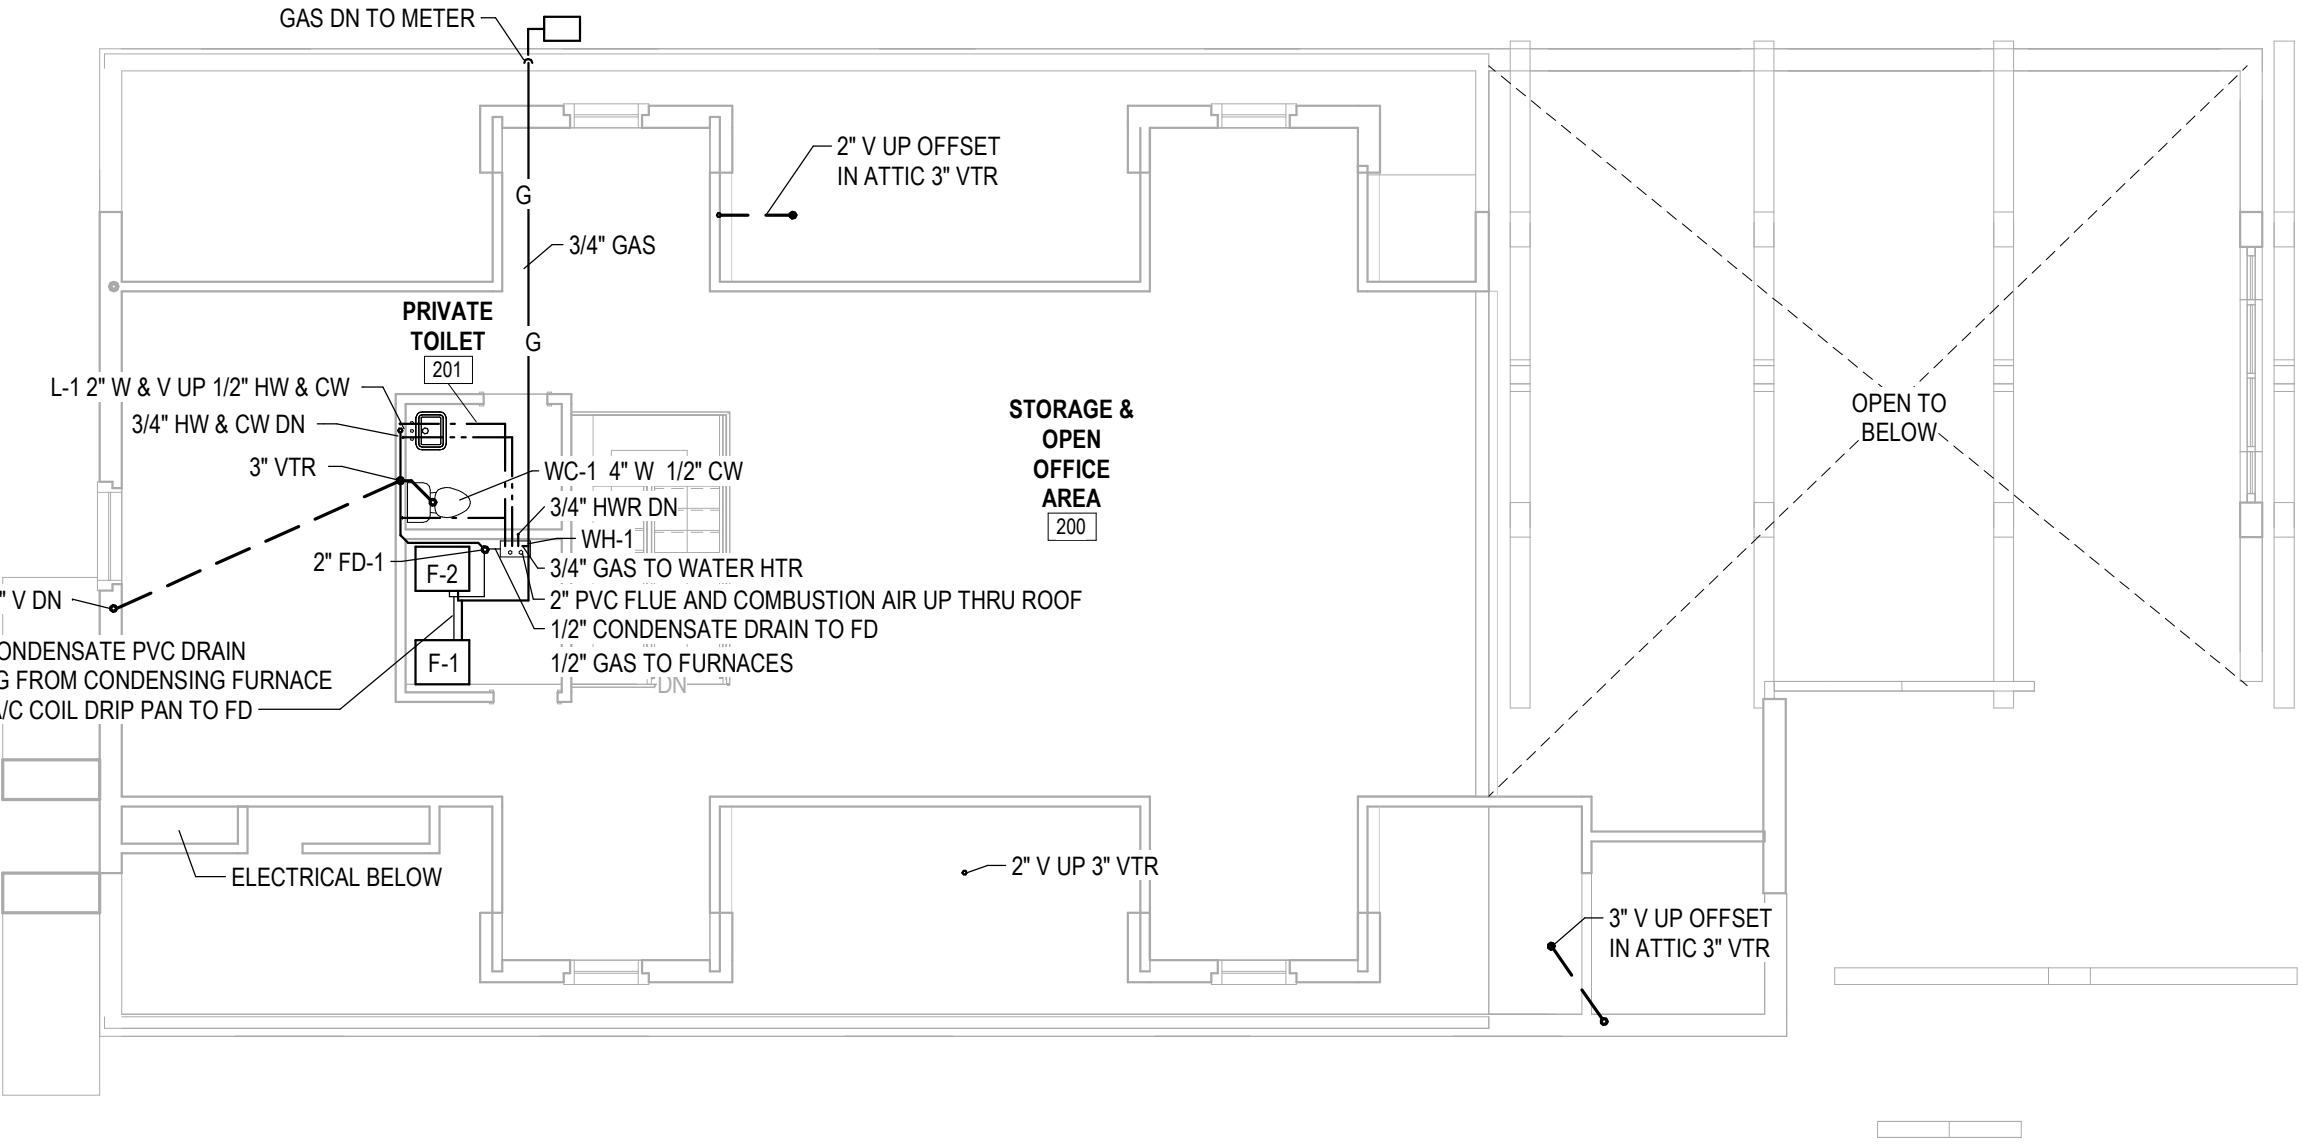 GAS DN TO METER
2" V UP OFFSET
IN ATTIC 3" VTR
G
3/4" GAS
PRIVATE
TOILET
201
G
L-1 2" W & V UP 1/2" HW & CW
3/4" HW & CW DN
3" VTR
WC-1 4" W 1/2" CW
3/4" HWR DN
WH-1
2" FD-1
3/4" GAS TO WATER HTR
F-2
2" PVC FLUE AND COMBUSTION AIR UP THRU ROOF
" V DN
1/2" CONDENSATE DRAIN TO FD
F-1
1/2" GAS TO FURNACES
DN
ONDENSATE PVC DRAIN
G FROM CONDENSING FURNACE
A/C COIL DRIP PAN TO FD
STORAGE &
OPEN
OFFICE
AREA
200
OPEN TO
BELOW
ELECTRICAL BELOW
2" V UP 3" VTR
3" V UP OFFSET
IN ATTIC 3" VTR